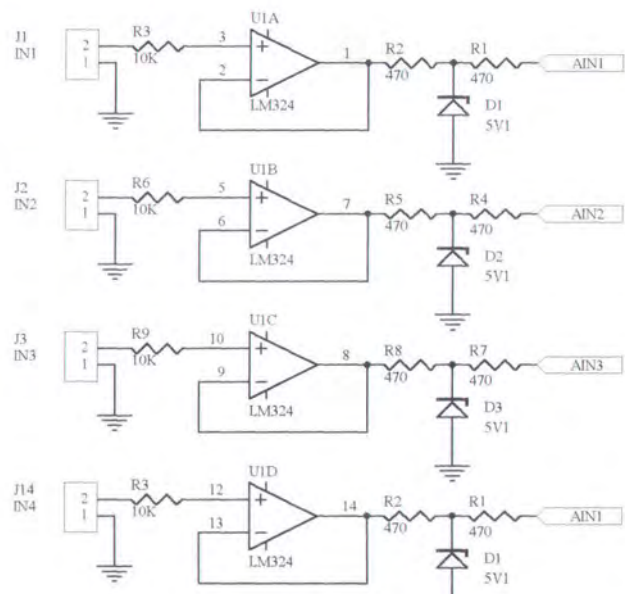 U1A
J1
IN1
2
1
R3
10K
3
2
1
LM324
R2
470
R1
470
AIN1
D1
5V1
U1B
J2
IN2
2
1
R6
10K
5
6
7
LM324
R5
470
R4
470
AIN2
D2
5V1
U1C
J3
IN3
2
1
R9
10K
10
9
8
LM324
R8
470
R7
470
AIN3
D3
5V1
U1D
J14
IN4
2
1
R3
10K
12
13
14
LM324
R2
470
R1
470
AIN1
D1
5V1